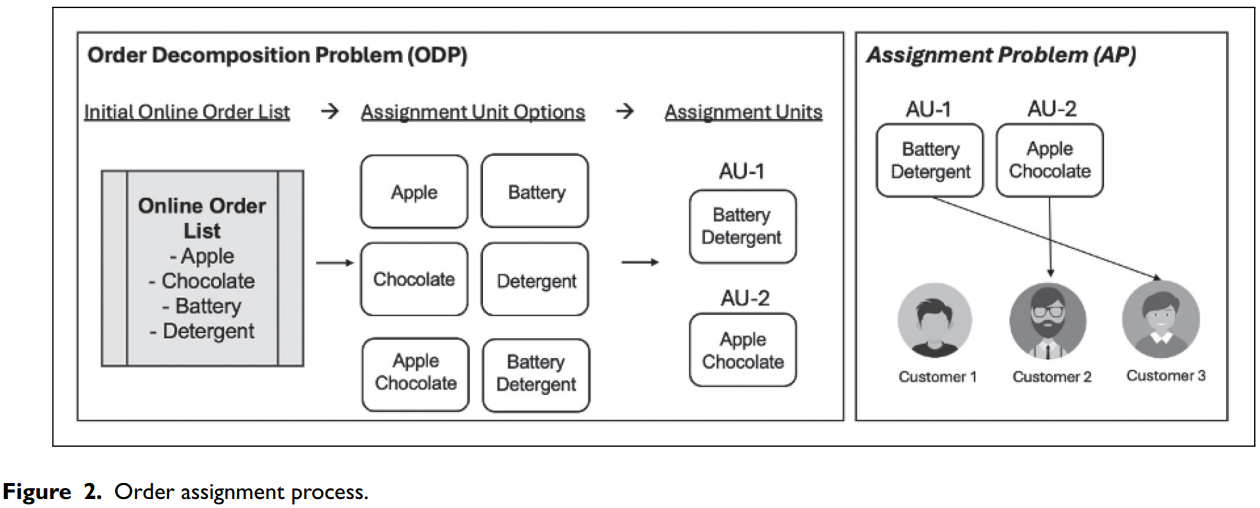 Order Decomposition Problem (ODP)
Initial Online Order List → Assignment Unit Options → Assignment Units
Online Order
List
- Apple
- Chocolate
- Battery
- Detergent
Apple
Battery
Chocolate
Detergent
Apple
Chocolate
Battery
Detergent
AU-1
Battery
Detergent
AU-2
Apple
Chocolate
Assignment Problem (AP)
AU-1
Battery
Detergent
AU-2
Apple
Chocolate
Customer 1
Customer 2
Customer 3
Figure 2. Order assignment process.